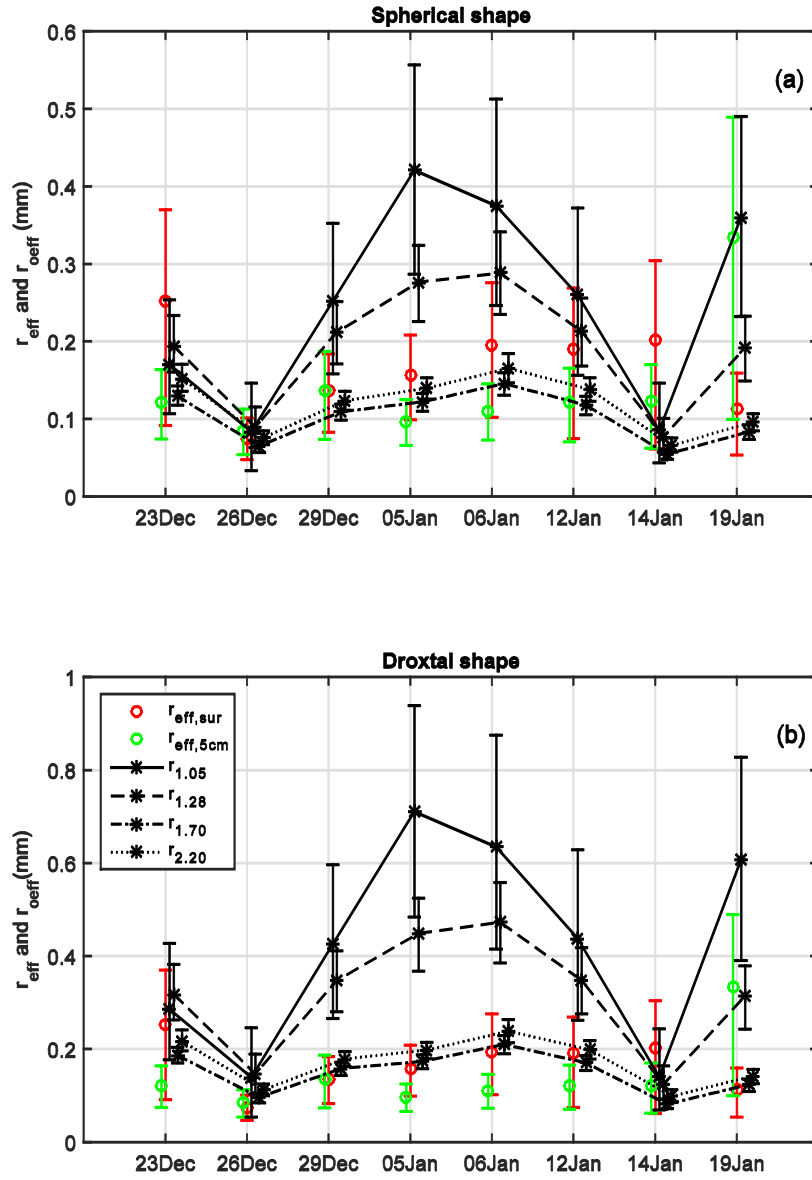 Spherical shape
(a)
r_eff and r_oeff (mm)
0.6
0.5
0.4
0.3
0.2
0.1
0
23Dec 26Dec 29Dec 05Jan 06Jan 12Jan 14Jan 19Jan
Droxtal shape
(b)
r_eff and r_oeff(mm)
1
0.8
0.6
0.4
0.2
0
r_eff,sur
r_eff,5cm
r_1.05
r_1.28
r_1.70
r_2.20
23Dec 26Dec 29Dec 05Jan 06Jan 12Jan 14Jan 19Jan